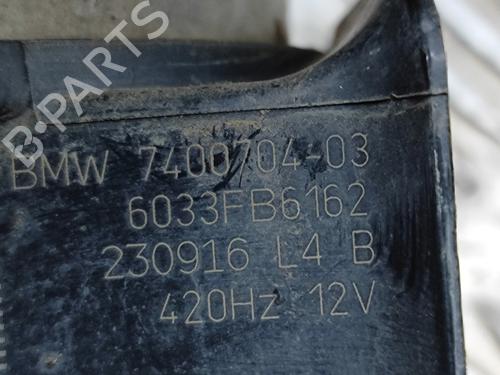 B-PARTS
BMW 7400704-03
6033FB6162
230916 L4 B
420Hz 12V